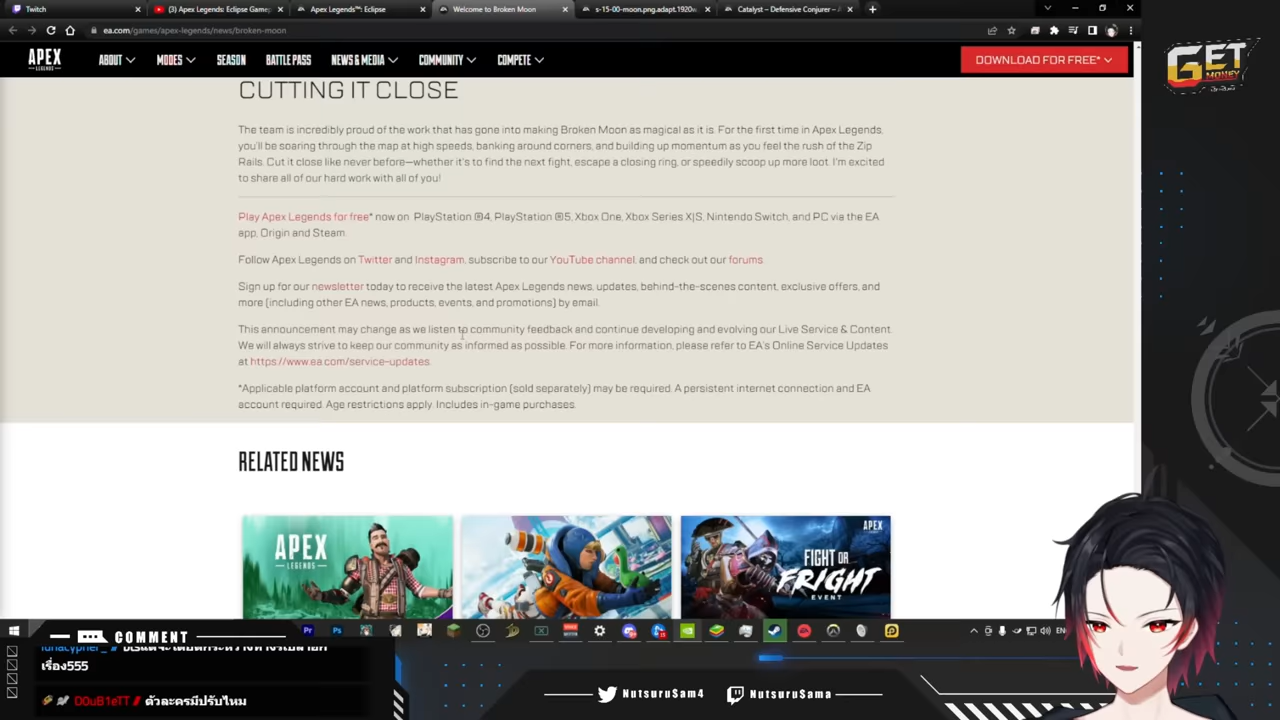 Twitch
(3) Apex Legends: Eclipse Game
Apex Legends™: Eclipse
Welcome to Broken Moon
s-15-00-moon.png.adapt.1920w
Catalyst – Defensive Conjurer – A
ea.com/games/apex-legends/news/broken-moon
APEX
LEGENDS
ABOUT
MODES
SEASON
BATTLE PASS
NEWS & MEDIA
COMMUNITY
COMPETE
DOWNLOAD FOR FREE*
GET
MONEY
CUTTING IT CLOSE
The team is incredibly proud of the work that has gone into making Broken Moon as magical as it is. For the first time in Apex Legends,
you'll be soaring through the map at high speeds, banking around corners, and building up momentum as you feel the rush of the Zip
Rails. Cut it close like never before—whether it's to find the next fight, escape a closing ring, or speedily scoop up more loot. I'm excited
to share all of our hard work with all of you!
Play Apex Legends for free* now on PlayStation ®4, PlayStation ®5, Xbox One, Xbox Series X|S, Nintendo Switch, and PC via the EA
app, Origin and Steam.
Follow Apex Legends on Twitter and Instagram, subscribe to our YouTube channel, and check out our forums.
Sign up for our newsletter today to receive the latest Apex Legends news, updates, behind-the-scenes content, exclusive offers, and
more (including other EA news, products, events, and promotions) by email.
This announcement may change as we listen to community feedback and continue developing and evolving our Live Service & Content.
We will always strive to keep our community as informed as possible. For more information, please refer to EA's Online Service Updates
at https://www.ea.com/service-updates.
*Applicable platform account and platform subscription (sold separately) may be required. A persistent internet connection and EA
account required. Age restrictions apply. Includes in-game purchases.
RELATED NEWS
APEX
LEGENDS
APEX
FIGHT OR
FRIGHT
EVENT
COMMENT
Pr
Ps
lunacypher_
เรื่อง555
D0uB1eTT
ตัวละครมีปรับไหม
Nutsuru$am4
Nutsuru$ama